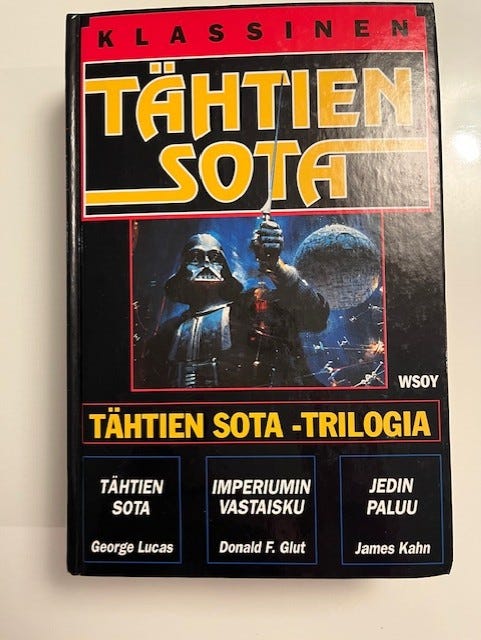 KLASSINEN
TÄHTIEN
SOTA
WSOY
TÄHTIEN SOTA -TRILOGIA
TÄHTIEN
SOTA
George Lucas
IMPERIUMIN
VASTAISKU
Donald F. Glut
JEDIN
PALUU
James Kahn